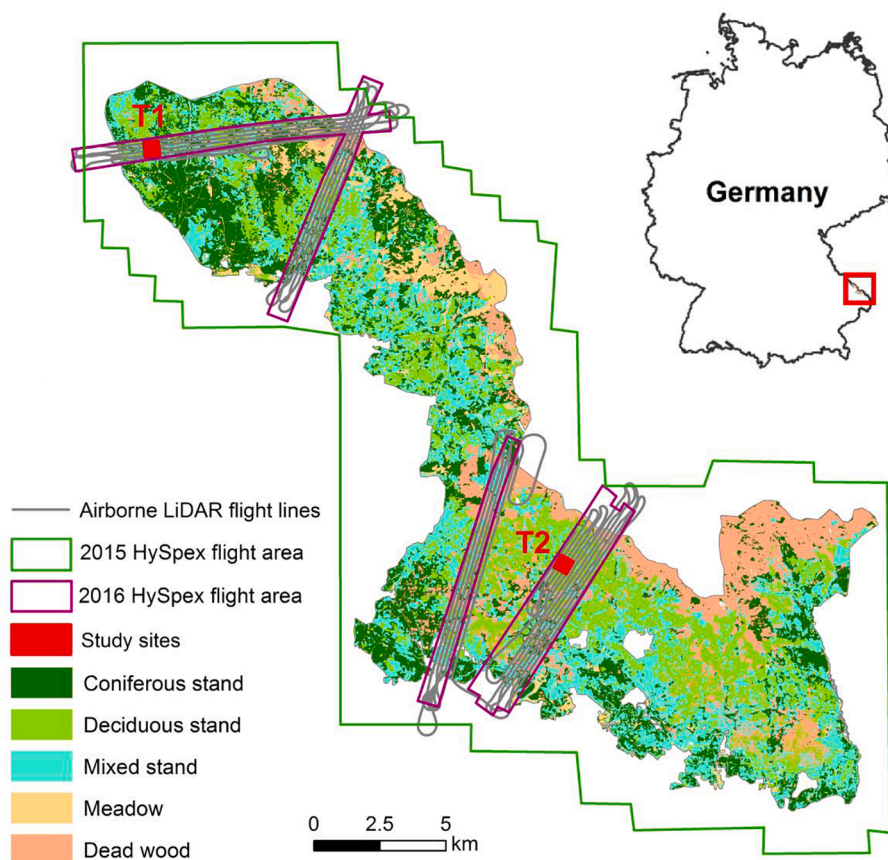 T1
Germany
T2
Airborne LiDAR flight lines
2015 HySpex flight area
2016 HySpex flight area
Study sites
Coniferous stand
Deciduous stand
Mixed stand
Meadow
Dead wood
0 2.5 5
km